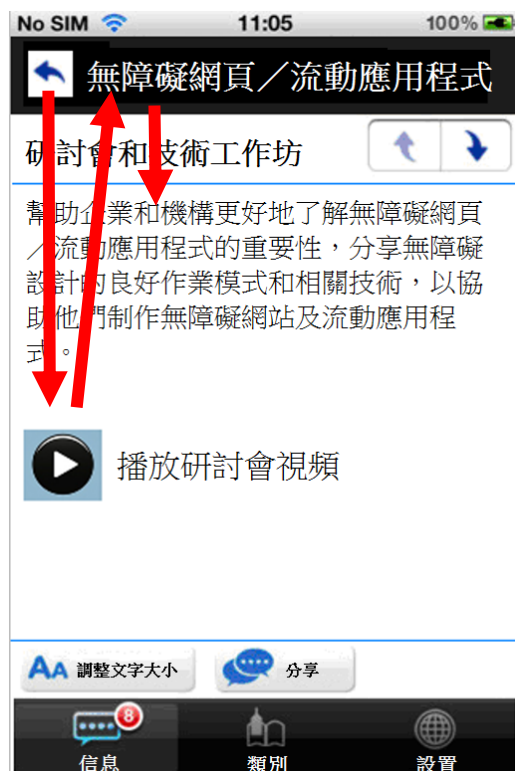 No SIM 11:05 100%
無障礙網頁／流動應用程式
研討會和技術工作坊
幫助企業和機構更好地了解無障礙網頁
／流動應用程式的重要性，分享無障礙
設計的良好作業模式和相關技術，以協
助他們制作無障礙網站及流動應用程
式。
播放研討會視頻
AA 調整文字大小 分享
8
信息 類別 設置